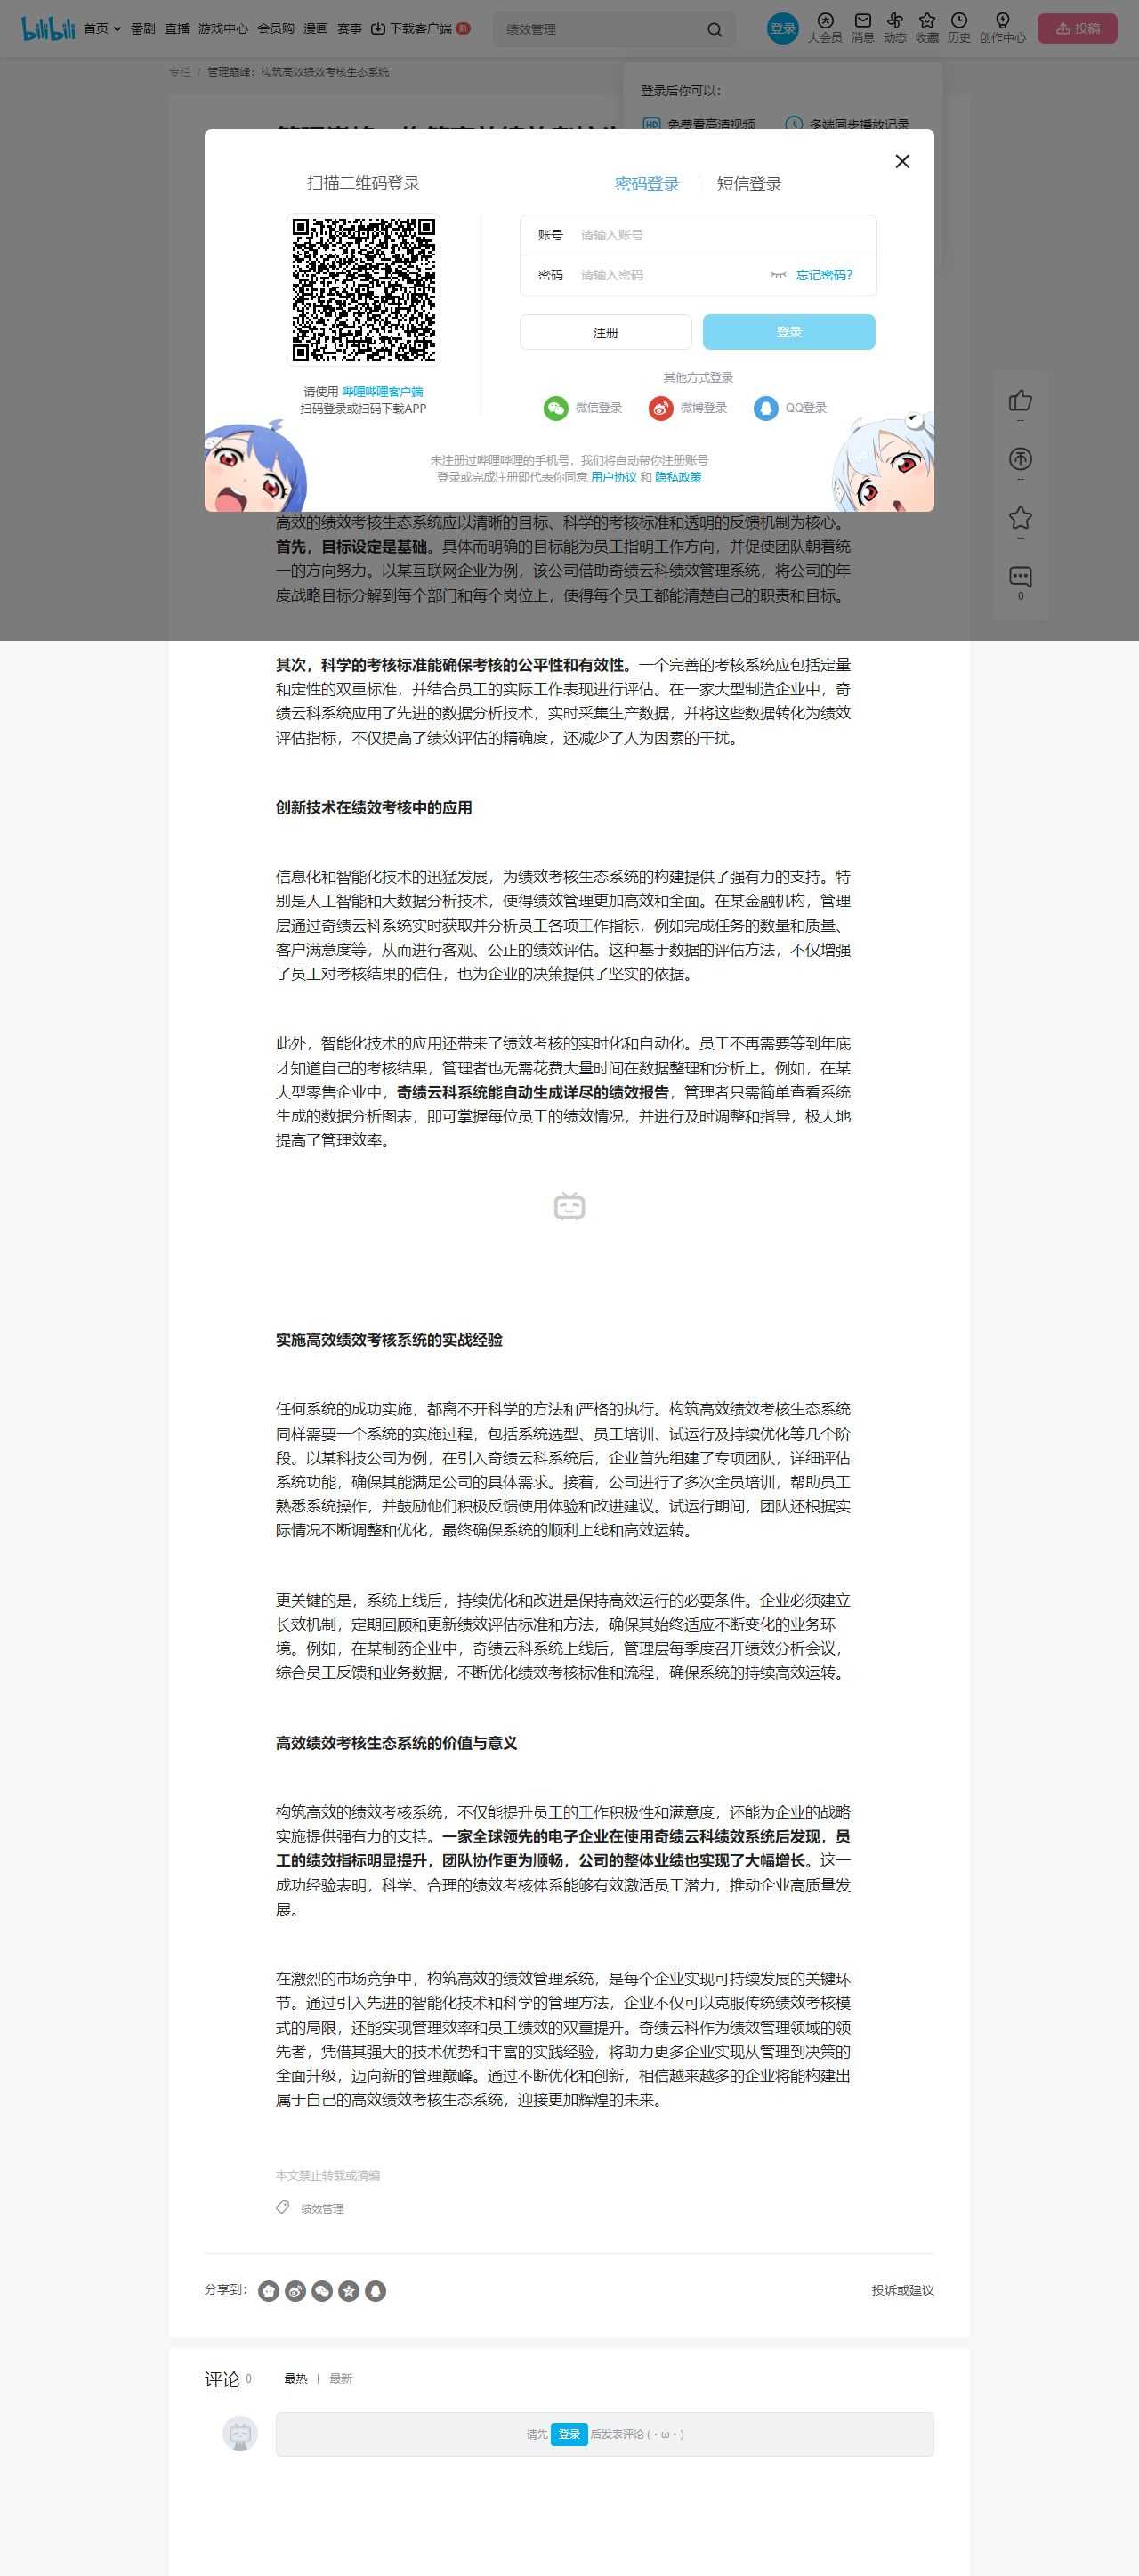 bilibili 首页 番剧 直播 游戏中心 会员购 漫画 赛事 下载客户端 新 绩效管理 登录 大会员 消息 动态 收藏 历史 创作中心 投稿
专栏 / 管理巅峰：构筑高效绩效考核生态系统
登录后你可以：
免费看高清视频 多端同步播放记录
扫描二维码登录
请使用 哔哩哔哩客户端
扫码登录或扫码下载APP
密码登录 短信登录
账号 请输入账号
密码 请输入密码 忘记密码？
注册 登录
其他方式登录
微信登录 微博登录 QQ登录
未注册过哔哩哔哩的手机号，我们将自动帮你注册账号
登录或完成注册即代表你同意 用户协议 和 隐私政策
高效的绩效考核生态系统应以清晰的目标、科学的考核标准和透明的反馈机制为核心。
首先，目标设定是基础。具体而明确的目标能为员工指明工作方向，并促使团队朝着统
一的方向努力。以某互联网企业为例，该公司借助奇绩云科绩效管理系统，将公司的年
度战略目标分解到每个部门和每个岗位上，使得每个员工都能清楚自己的职责和目标。
--
--
--
0
其次，科学的考核标准能确保考核的公平性和有效性。一个完善的考核系统应包括定量
和定性的双重标准，并结合员工的实际工作表现进行评估。在一家大型制造企业中，奇
绩云科系统应用了先进的数据分析技术，实时采集生产数据，并将这些数据转化为绩效
评估指标，不仅提高了绩效评估的精确度，还减少了人为因素的干扰。
创新技术在绩效考核中的应用
信息化和智能化技术的迅猛发展，为绩效考核生态系统的构建提供了强有力的支持。特
别是人工智能和大数据分析技术，使得绩效管理更加高效和全面。在某金融机构，管理
层通过奇绩云科系统实时获取并分析员工各项工作指标，例如完成任务的数量和质量、
客户满意度等，从而进行客观、公正的绩效评估。这种基于数据的评估方法，不仅增强
了员工对考核结果的信任，也为企业的决策提供了坚实的依据。
此外，智能化技术的应用还带来了绩效考核的实时化和自动化。员工不再需要等到年底
才知道自己的考核结果，管理者也无需花费大量时间在数据整理和分析上。例如，在某
大型零售企业中，奇绩云科系统能自动生成详尽的绩效报告，管理者只需简单查看系统
生成的数据分析图表，即可掌握每位员工的绩效情况，并进行及时调整和指导，极大地
提高了管理效率。
实施高效绩效考核系统的实战经验
任何系统的成功实施，都离不开科学的方法和严格的执行。构筑高效绩效考核生态系统
同样需要一个系统的实施过程，包括系统选型、员工培训、试运行及持续优化等几个阶
段。以某科技公司为例，在引入奇绩云科系统后，企业首先组建了专项团队，详细评估
系统功能，确保其能满足公司的具体需求。接着，公司进行了多次全员培训，帮助员工
熟悉系统操作，并鼓励他们积极反馈使用体验和改进建议。试运行期间，团队还根据实
际情况不断调整和优化，最终确保系统的顺利上线和高效运转。
更关键的是，系统上线后，持续优化和改进是保持高效运行的必要条件。企业必须建立
长效机制，定期回顾和更新绩效评估标准和方法，确保其始终适应不断变化的业务环
境。例如，在某制药企业中，奇绩云科系统上线后，管理层每季度召开绩效分析会议，
综合员工反馈和业务数据，不断优化绩效考核标准和流程，确保系统的持续高效运转。
高效绩效考核生态系统的价值与意义
构筑高效的绩效考核系统，不仅能提升员工的工作积极性和满意度，还能为企业的战略
实施提供强有力的支持。一家全球领先的电子企业在使用奇绩云科绩效系统后发现，员
工的绩效指标明显提升，团队协作更为顺畅，公司的整体业绩也实现了大幅增长。这一
成功经验表明，科学、合理的绩效考核体系能够有效激活员工潜力，推动企业高质量发
展。
在激烈的市场竞争中，构筑高效的绩效管理系统，是每个企业实现可持续发展的关键环
节。通过引入先进的智能化技术和科学的管理方法，企业不仅可以克服传统绩效考核模
式的局限，还能实现管理效率和员工绩效的双重提升。奇绩云科作为绩效管理领域的领
先者，凭借其强大的技术优势和丰富的实践经验，将助力更多企业实现从管理到决策的
全面升级，迈向新的管理巅峰。通过不断优化和创新，相信越来越多的企业将能构建出
属于自己的高效绩效考核生态系统，迎接更加辉煌的未来。
本文禁止转载或摘编
绩效管理
分享到： 投诉或建议
评论 0 最热 | 最新
请先 登录 后发表评论 (・ω・)